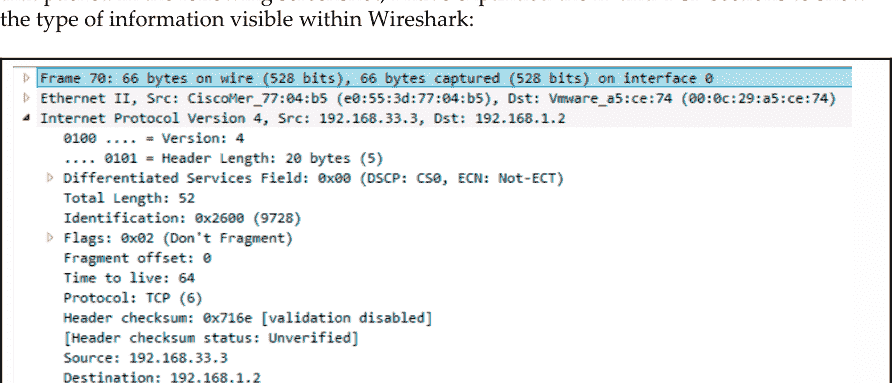 the type of information visible within Wireshark:
Frame 70: 66 bytes on wire (528 bits), 66 bytes captured (528 bits) on interface 0
Ethernet II, Src: CiscoMer_77:04:b5 (e0:55:3d:77:04:b5), Dst: Vmware_a5:ce:74 (00:0c:29:a5:ce:74)
Internet Protocol Version 4, Src: 192.168.33.3, Dst: 192.168.1.2
0100 .... = Version: 4
.... 0101 = Header Length: 20 bytes (5)
Differentiated Services Field: 0x00 (DSCP: CS0, ECN: Not-ECT)
Total Length: 52
Identification: 0x2600 (9728)
Flags: 0x02 (Don't Fragment)
Fragment offset: 0
Time to live: 64
Protocol: TCP (6)
Header checksum: 0x716e [validation disabled]
[Header checksum status: Unverified]
Source: 192.168.33.3
Destination: 192.168.1.2